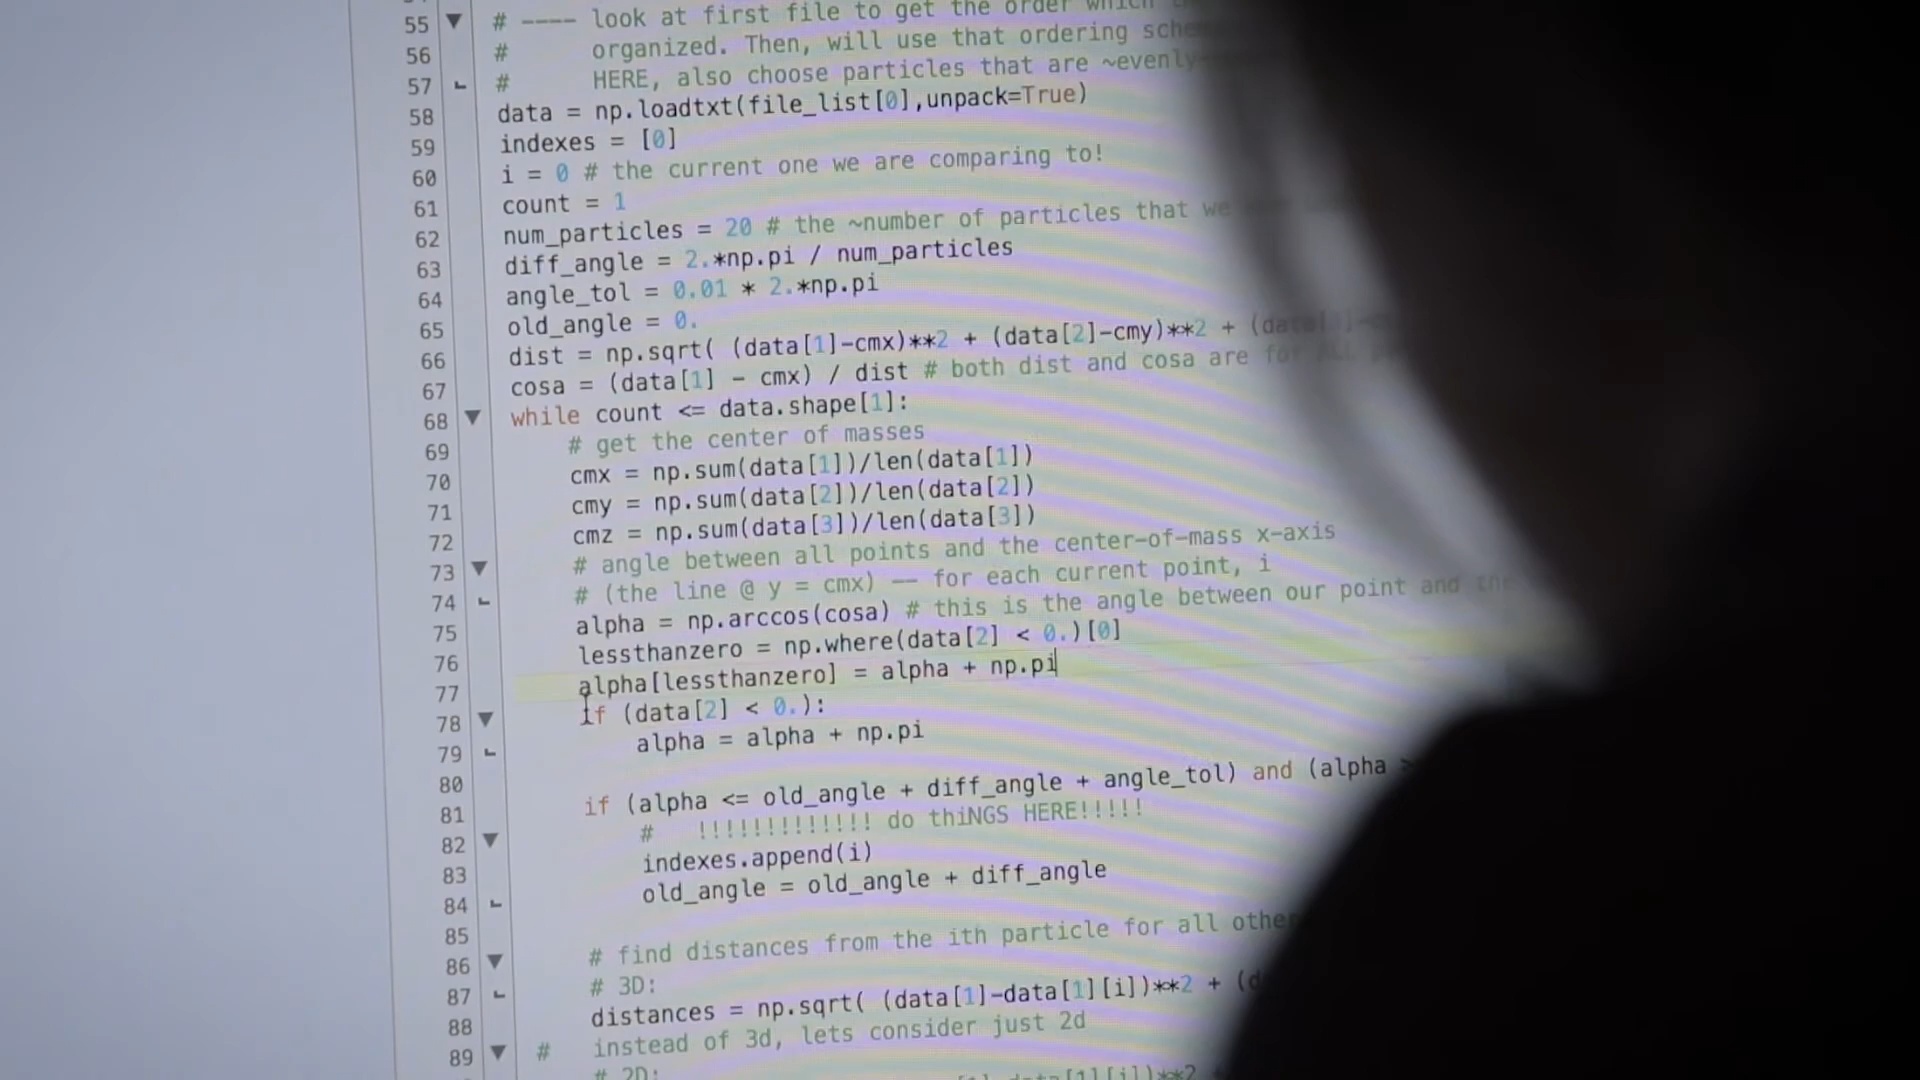 55 # ---- look at first file to get the order which
56 # organized. Then, will use that ordering
57 # HERE, also choose particles that are ~evenly
58 data = np.loadtxt(file_list[0],unpack=True)
59 indexes = [0]
60 i = 0 # the current one we are comparing to!
61 count = 1
62 num_particles = 20 # the ~number of particles that we
63 diff_angle = 2.*np.pi / num_particles
64 angle_tol = 0.01 * 2.*np.pi
65 old_angle = 0.
66 dist = np.sqrt( (data[1]-cmx)**2 + (data[2]-cmy)**2 +
67 cosa = (data[1] - cmx) / dist # both dist and cosa are for ALL
68 while count <= data.shape[1]:
69 # get the center of masses
70 cmx = np.sum(data[1])/len(data[1])
71 cmy = np.sum(data[2])/len(data[2])
72 cmz = np.sum(data[3])/len(data[3])
73 # angle between all points and the center-of-mass x-axis
74 # (the line @ y = cmx) -- for each current point, i
75 alpha = np.arccos(cosa) # this is the angle between our point and the
76 lessthanzero = np.where(data[2] < 0.)[0]
77 alpha[lessthanzero] = alpha + np.pi
78 if (data[2] < 0.):
79 alpha = alpha + np.pi
80
81 if (alpha <= old_angle + diff_angle + angle_tol) and (alpha >
82 # !!!!!!!!!!!!! do thiNGS HERE!!!!!
83 indexes.append(i)
84 old_angle = old_angle + diff_angle
85
86 # find distances from the ith particle for all other
87 # 3D:
88 distances = np.sqrt( (data[1]-data[1][i])**2 + (
89 # instead of 3d, lets consider just 2d
# 2D: